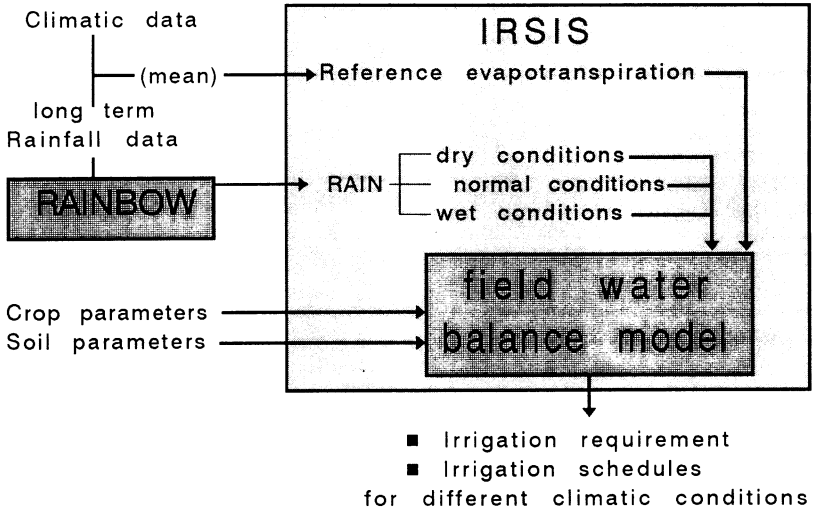 Climatic data
IRSIS
(mean)
Reference evapotranspiration
long term
Rainfall data
RAINBOW
RAIN
dry conditions
normal conditions
wet conditions
field water
balance model
Crop parameters
Soil parameters
■ Irrigation requirement
■ Irrigation schedules
for different climatic conditions